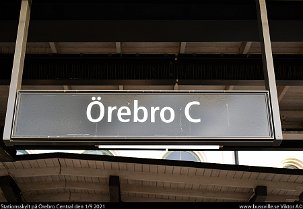 Örebro C
Stationsskylt på Örebro Central den 1/9 2021